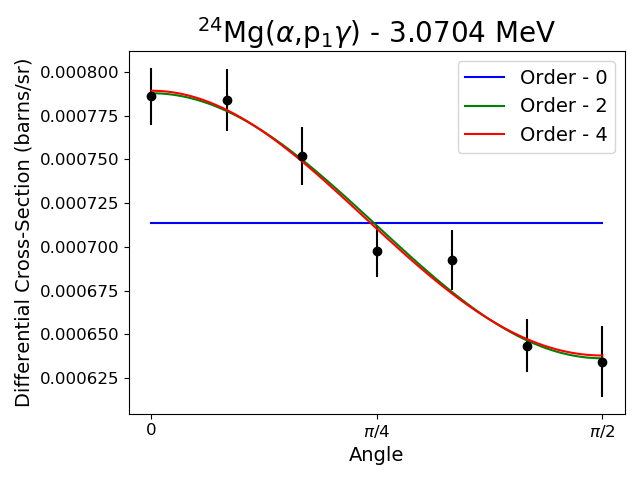 ²⁴Mg(α,p₁γ) - 3.0704 MeV
Differential Cross-Section (barns/sr)
0.000800
0.000775
0.000750
0.000725
0.000700
0.000675
0.000650
0.000625
Order - 0
Order - 2
Order - 4
0
π/4
π/2
Angle